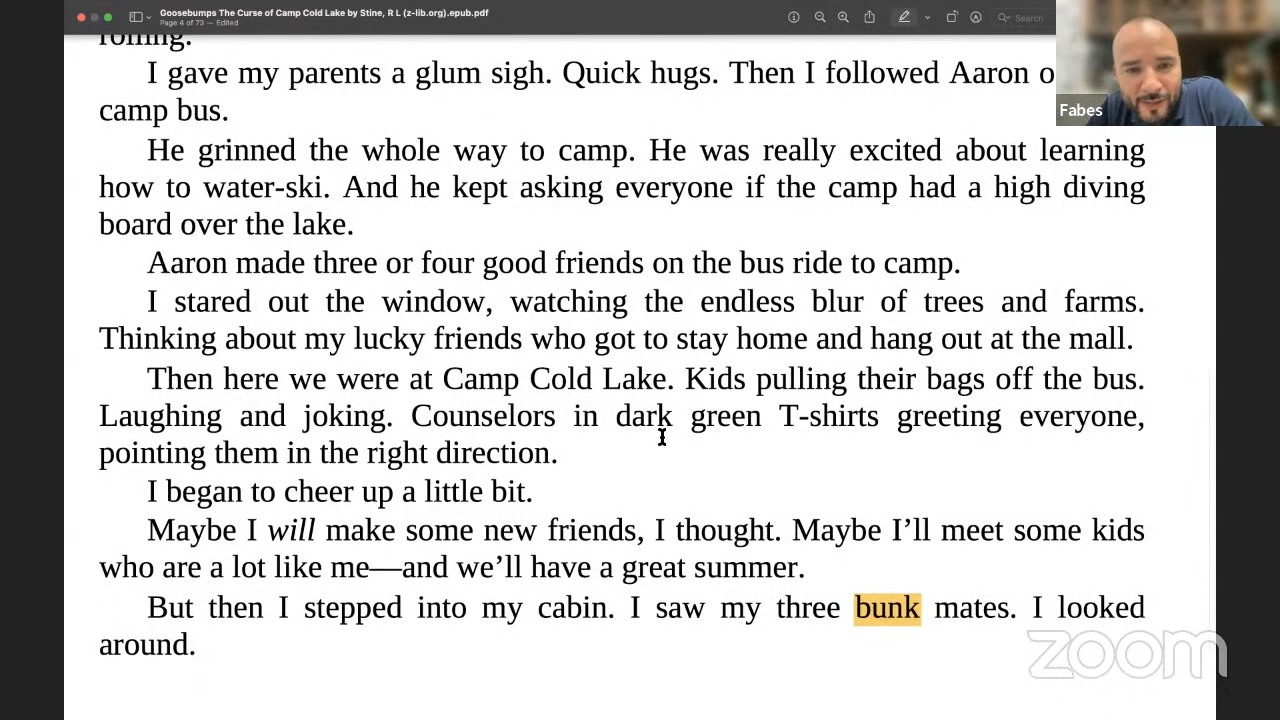 Goosebumps The Curse of Camp Cold Lake by Stine, R L (z-lib.org).epub.pdf
Page 4 of 73 — Edited
Search
rolling.
I gave my parents a glum sigh. Quick hugs. Then I followed Aaron o
camp bus.
Fabes
He grinned the whole way to camp. He was really excited about learning
how to water-ski. And he kept asking everyone if the camp had a high diving
board over the lake.
Aaron made three or four good friends on the bus ride to camp.
I stared out the window, watching the endless blur of trees and farms.
Thinking about my lucky friends who got to stay home and hang out at the mall.
Then here we were at Camp Cold Lake. Kids pulling their bags off the bus.
Laughing and joking. Counselors in dark green T-shirts greeting everyone,
pointing them in the right direction.
I began to cheer up a little bit.
Maybe I will make some new friends, I thought. Maybe I’ll meet some kids
who are a lot like me—and we’ll have a great summer.
But then I stepped into my cabin. I saw my three bunk mates. I looked
around.
zoom